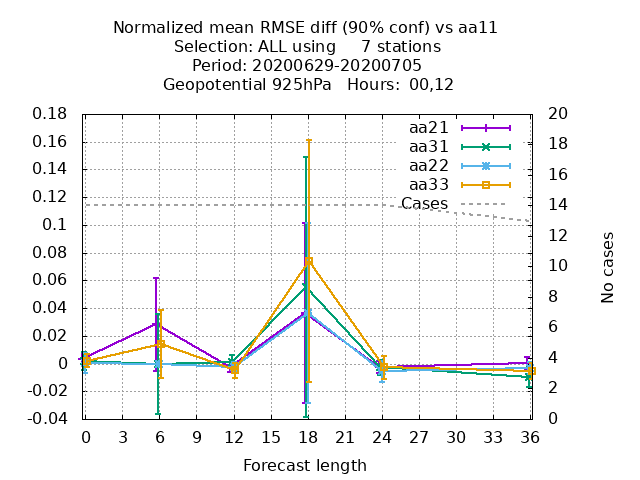 Normalized mean RMSE diff (90% conf) vs aa11
Selection: ALL using     7 stations
Period: 20200629-20200705
Geopotential 925hPa   Hours:  00,12
0.18
0.16
0.14
0.12
0.1
0.08
0.06
0.04
0.02
0
-0.02
-0.04
20
18
16
14
12
10
8
6
4
2
0
aa21
aa31
aa22
aa33
Cases
No cases
0 3 6 9 12 15 18 21 24 27 30 33 36
Forecast length